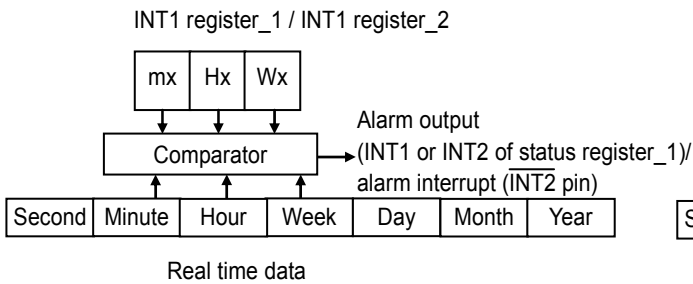 INT1 register_1 / INT1 register_2
mx Hx Wx
Comparator
Alarm output
(INT1 or INT2 of status register_1)/
alarm interrupt (INT2 pin)
Second Minute Hour Week Day Month Year
Real time data